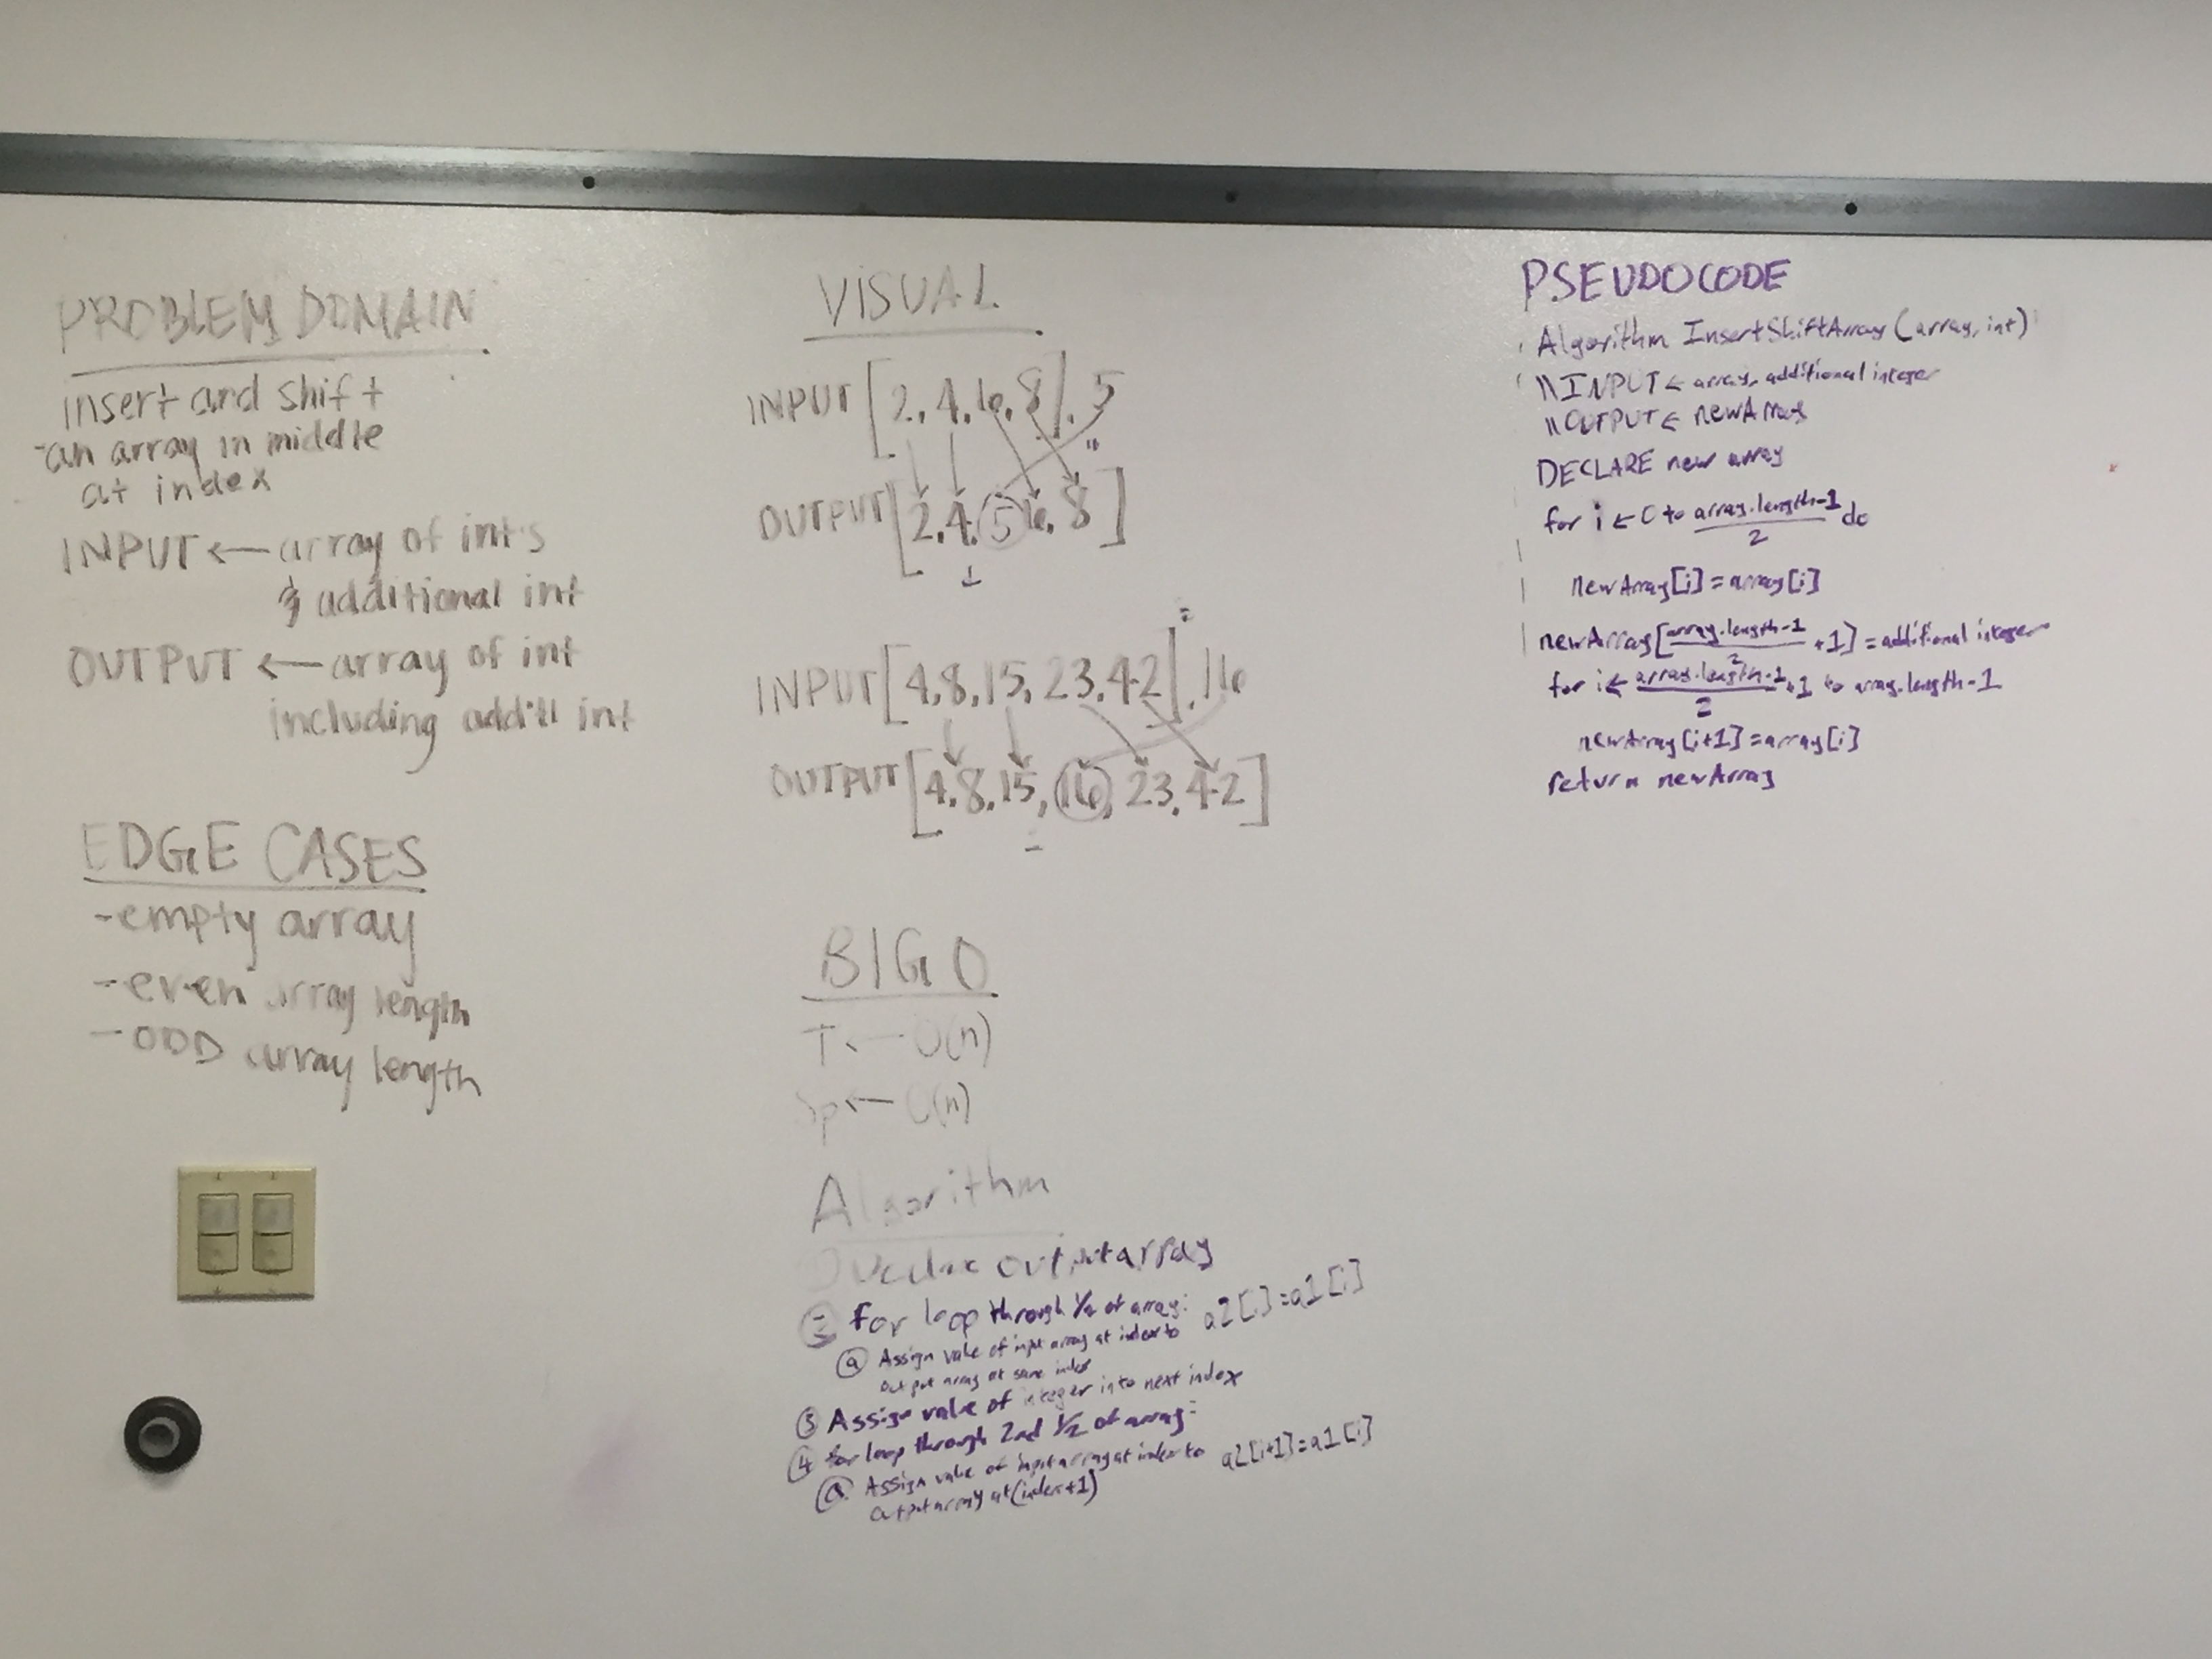 PROBLEM DOMAIN
insert and shift
-an array in middle
at index
INPUT ← array of int's
& additional int
OUTPUT ← array of int
including add'll int
EDGE CASES
-empty array
-even array length
-ODD array length
VISUAL
INPUT [2, 4, 6, 8], 5
OUTPUT [2, 4, 5, 6, 8]
INPUT [4, 8, 15, 23, 42], 16
OUTPUT [4, 8, 15, 16, 23, 42]
BIG O
T ← O(n)
Sp ← O(n)
Algorithm
output array
② for loop through 1/2 of array: a2[i]=a1[i]
ⓐ Assign value of input array at index to
output array at same index
③ Assign value of integer into next index
④ for loop through 2nd 1/2 of array:
ⓐ Assign value of input array at index to a2[i+1]=a1[i]
output array at (index+1)
PSEUDOCODE
Algorithm InsertShiftArray (array, int)
\\INPUT ← array, additional integer
\\OUTPUT ← newArray
DECLARE new array
for i ← 0 to array.length-1 / 2 do
newArray[i] = array[i]
newArray[array.length-1 / 2 +1] = additional integer
for i ← array.length-1 / 2 +1 to array.length-1
newArray[i+1] = array[i]
return newArray